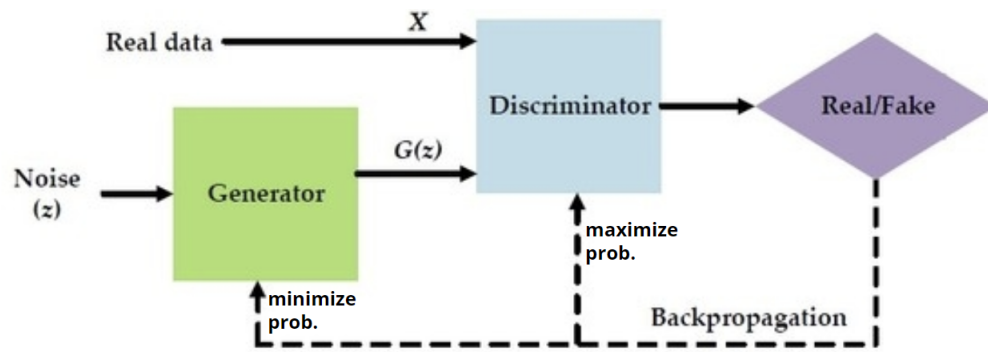 Real data
X
Discriminator
Real/Fake
G(z)
Noise
(z)
Generator
maximize
prob.
minimize
prob.
Backpropagation